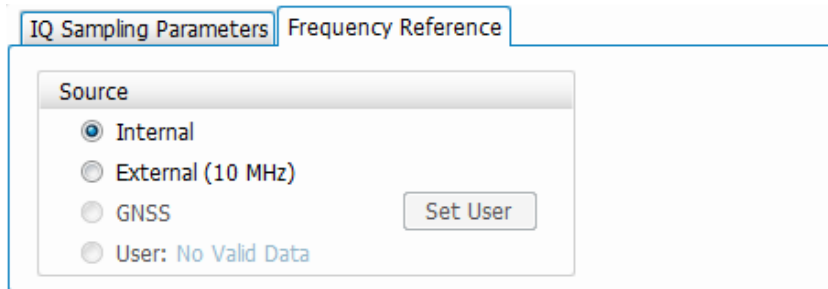 IQ Sampling Parameters Frequency Reference
Source
Internal
External (10 MHz)
GNSS Set User
User: No Valid Data